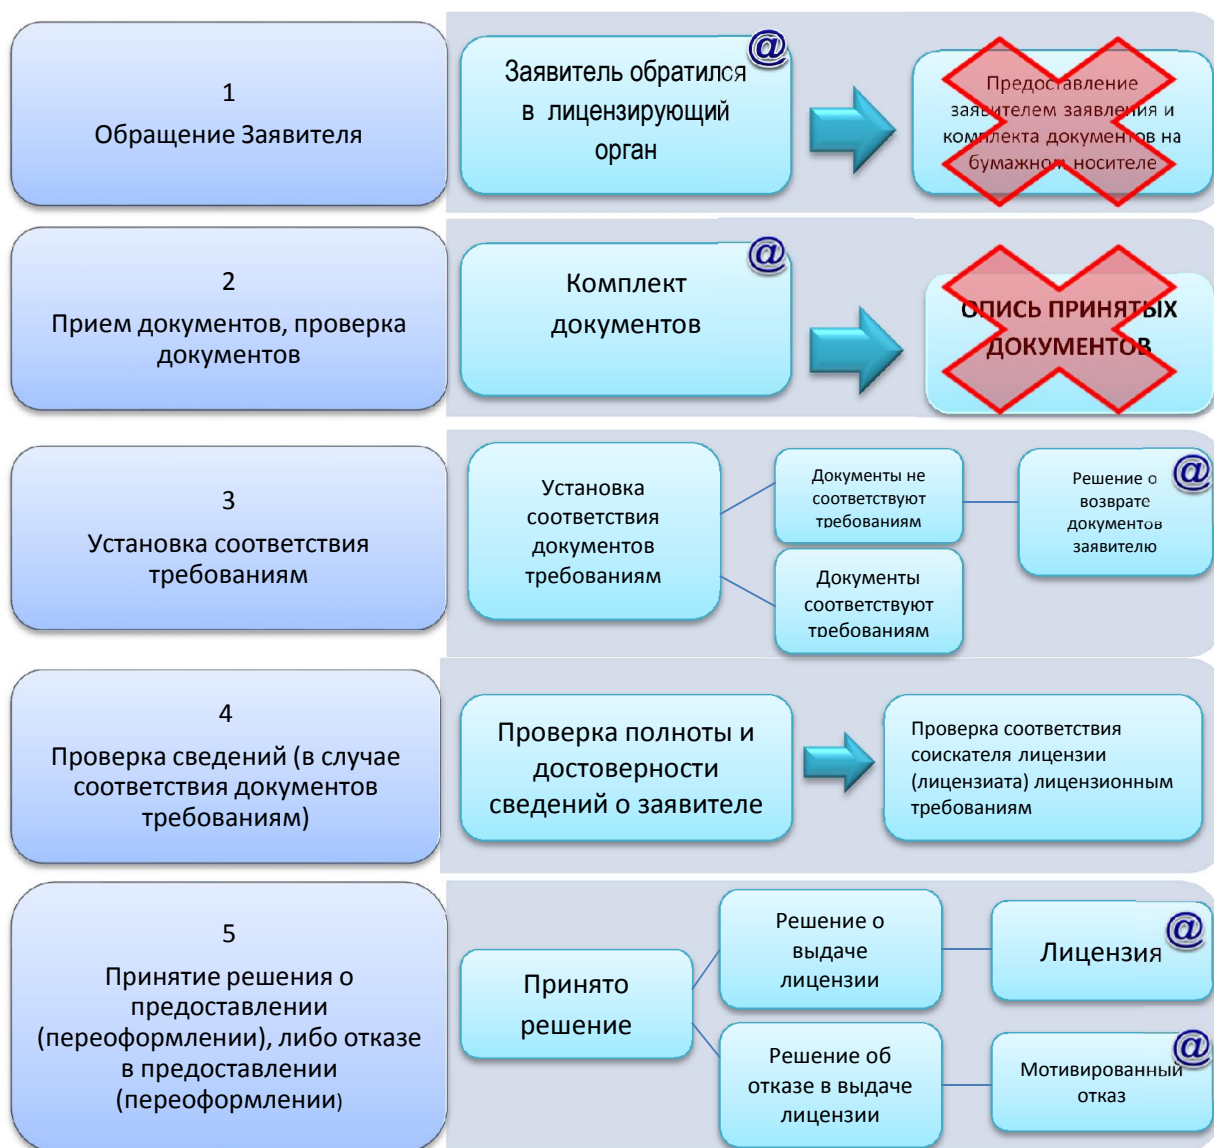 1
Обращение Заявителя
@
Заявитель обратился
в лицензирующий
орган
Предоставление
заявителем заявления и
комплекта документов на
бумажном носителе
2
Прием документов, проверка
документов
@
Комплект
документов
ОПИСЬ ПРИНЯТЫХ
ДОКУМЕНТОВ
3
Установка соответствия
требованиям
Установка
соответствия
документов
требованиям
Документы не
соответствуют
требованиям
@
Решение о
возврате
документов
заявителю
Документы
соответствуют
требованиям
4
Проверка сведений (в случае
соответствия документов
требованиям)
Проверка полноты и
достоверности
сведений о заявителе
Проверка соответствия
соискателя лицензии
(лицензиата) лицензионным
требованиям
5
Принятие решения о
предоставлении
(переоформлении), либо отказе
в предоставлении
(переоформлении)
Принято
решение
Решение о
выдаче
лицензии
@
Лицензия
Решение об
отказе в выдаче
лицензии
@
Мотивированный
отказ